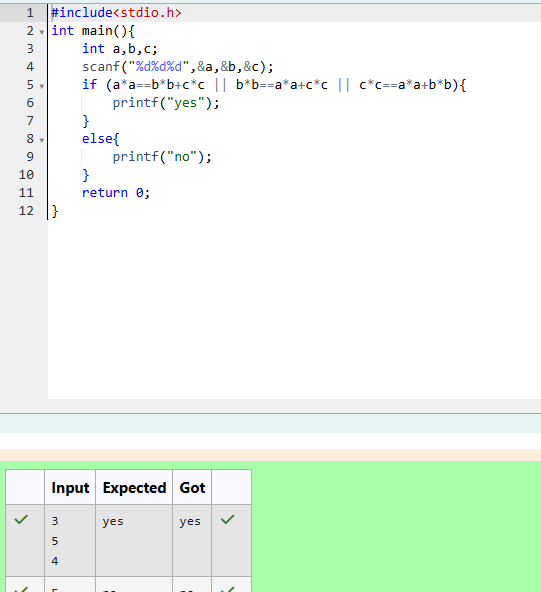 1 #include<stdio.h>
2 int main(){
3 int a,b,c;
4 scanf("%d%d%d",&a,&b,&c);
5 if (a*a==b*b+c*c || b*b==a*a+c*c || c*c==a*a+b*b){
6 printf("yes");
7 }
8 else{
9 printf("no");
10 }
11 return 0;
12 }
Input Expected Got
3 yes yes
5
4